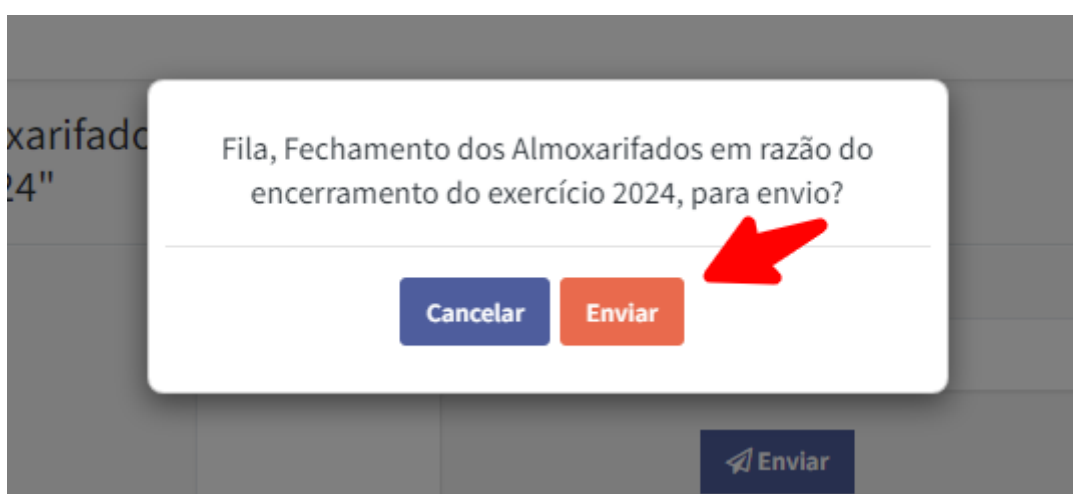 xarifado
24"
Fila, Fechamento dos Almoxarifados em razão do
encerramento do exercício 2024, para envio?
Cancelar
Enviar
Enviar